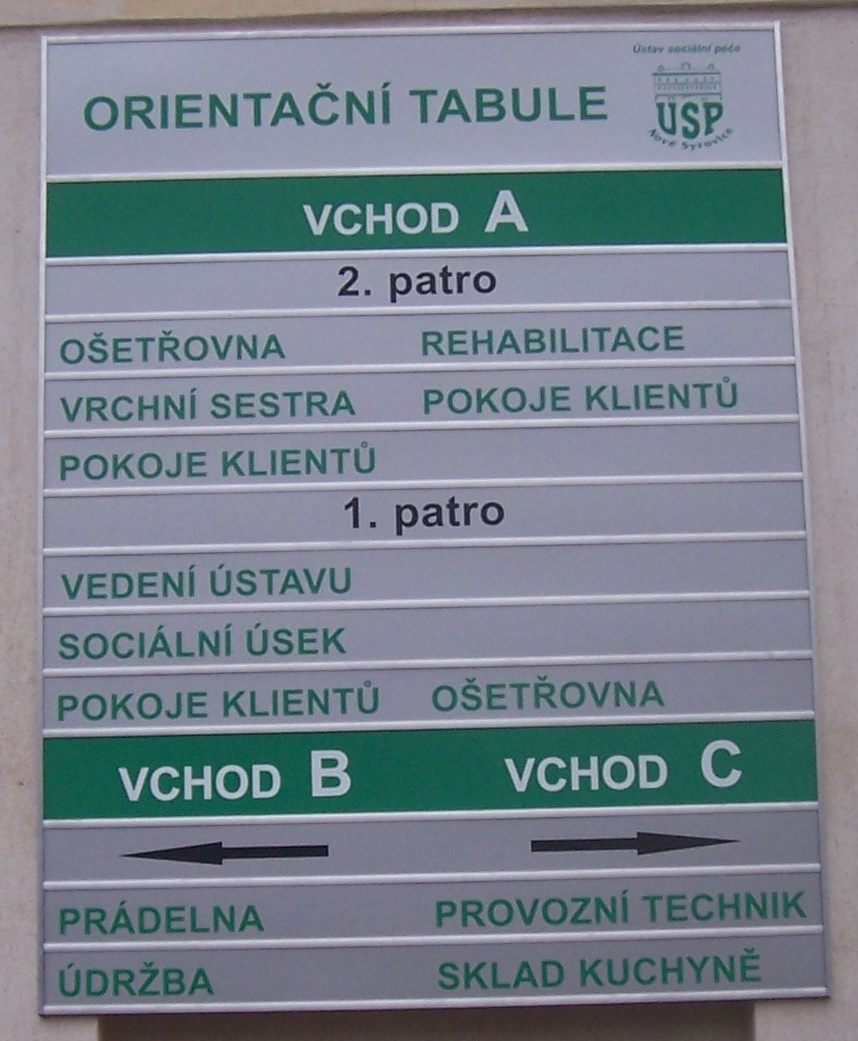 Ústav sociální péče
ORIENTAČNÍ TABULE
ÚSP
Nové Syrovice
VCHOD A
2. patro
OŠETŘOVNA REHABILITACE
VRCHNÍ SESTRA POKOJE KLIENTŮ
POKOJE KLIENTŮ
1. patro
VEDENÍ ÚSTAVU
SOCIÁLNÍ ÚSEK
POKOJE KLIENTŮ OŠETŘOVNA
VCHOD B VCHOD C
PRÁDELNA PROVOZNÍ TECHNIK
ÚDRŽBA SKLAD KUCHYNĚ